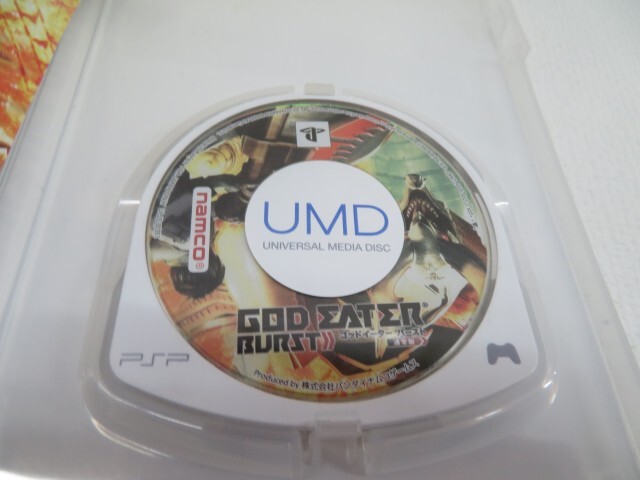 namco
UMD
UNIVERSAL MEDIA DISC
GOD EATER
BURST
ゴッドイーター バースト
PSP
Produced by 株式会社バンダイナムコゲームス